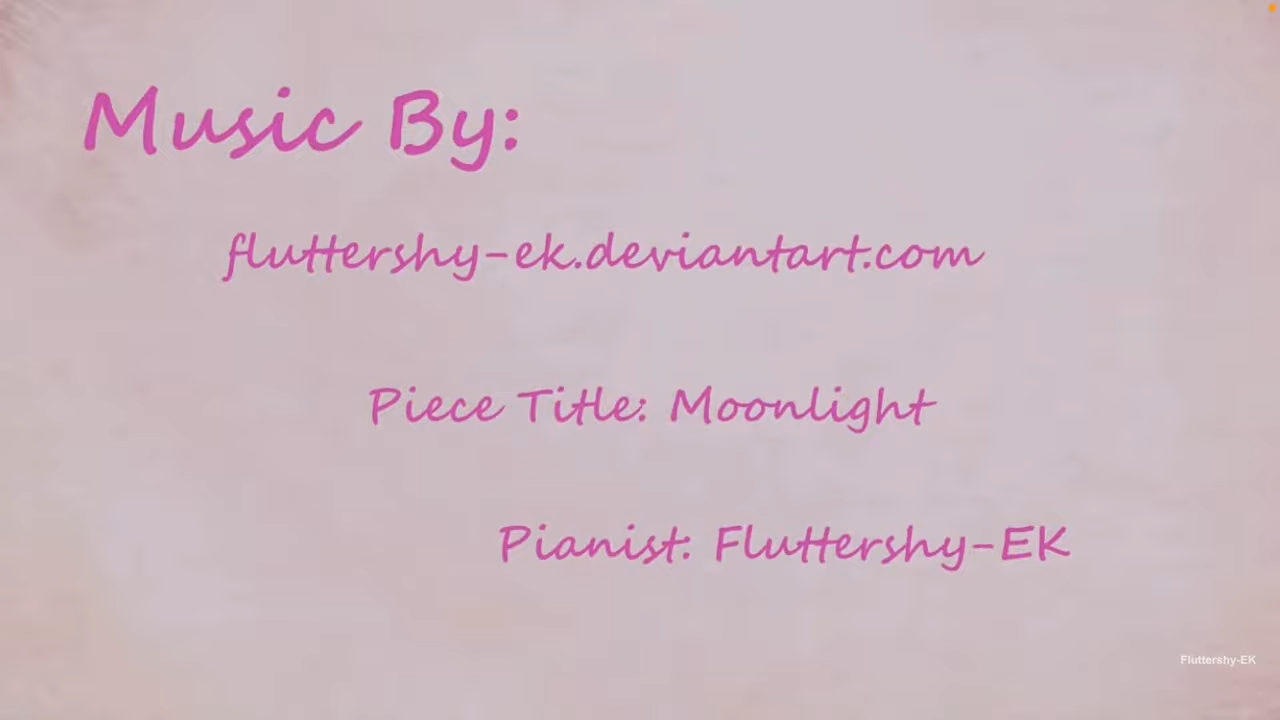 Music By:
fluttershy-ek.deviantart.com
Piece Title: Moonlight
Pianist: Fluttershy-EK
Fluttershy-EK